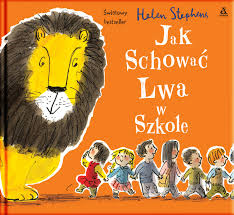 Światowy
bestseller
Helen Stephens
Jak
Schować
Lwa
w
Szkole